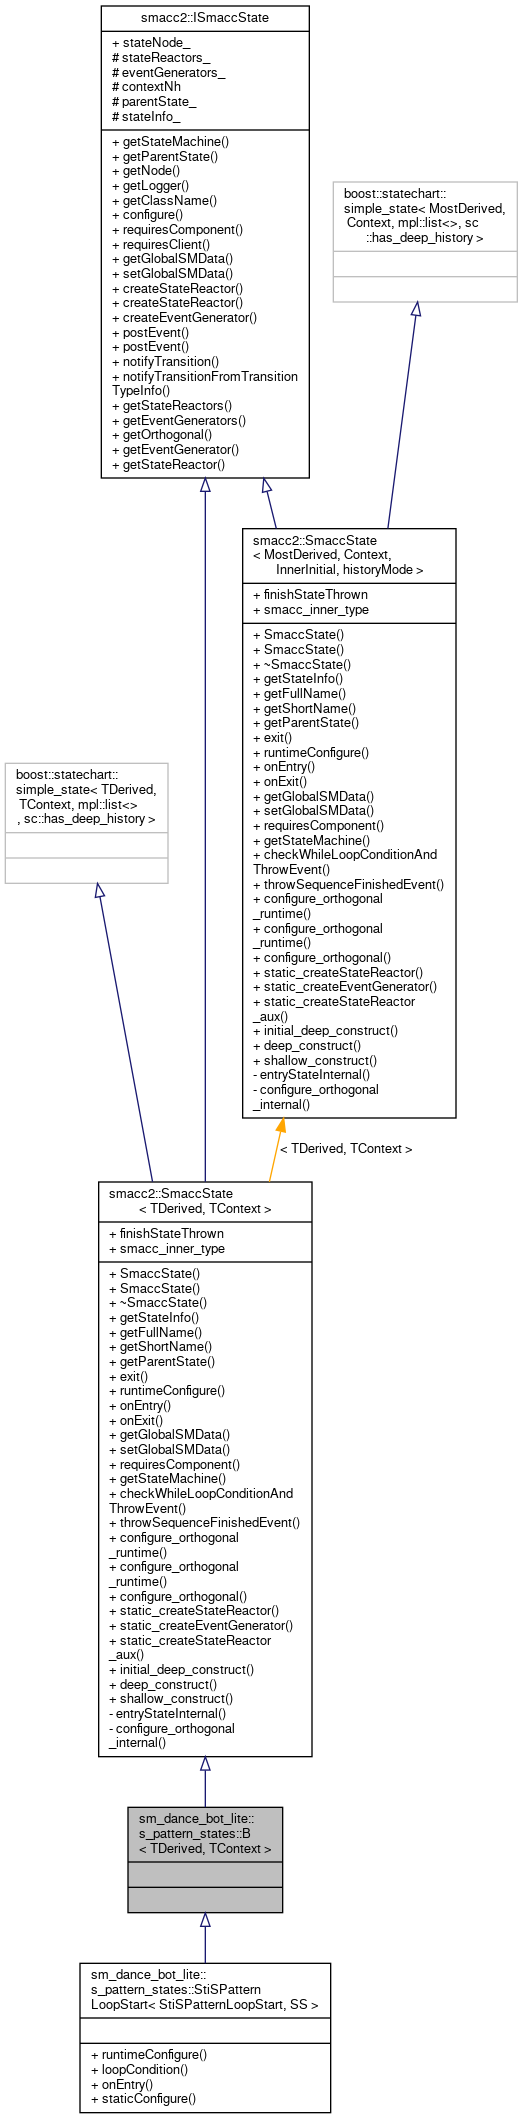 smacc2::ISmaccState
+ stateNode_
# stateReactors_
# eventGenerators_
# contextNh
# parentState_
# stateInfo_
+ getStateMachine()
+ getParentState()
+ getNode()
+ getLogger()
+ getClassName()
+ configure()
+ requiresComponent()
+ requiresClient()
+ getGlobalSMData()
+ setGlobalSMData()
+ createStateReactor()
+ createStateReactor()
+ createEventGenerator()
+ postEvent()
+ postEvent()
+ notifyTransition()
+ notifyTransitionFromTransition
TypeInfo()
+ getStateReactors()
+ getEventGenerators()
+ getOrthogonal()
+ getEventGenerator()
+ getStateReactor()
boost::statechart::
simple_state< MostDerived,
Context, mpl::list<>, sc
::has_deep_history >
smacc2::SmaccState
< MostDerived, Context,
InnerInitial, historyMode >
+ finishStateThrown
+ smacc_inner_type
+ SmaccState()
+ SmaccState()
+ ~SmaccState()
+ getStateInfo()
+ getFullName()
+ getShortName()
+ getParentState()
+ exit()
+ runtimeConfigure()
+ onEntry()
+ onExit()
+ getGlobalSMData()
+ setGlobalSMData()
+ requiresComponent()
+ getStateMachine()
+ checkWhileLoopConditionAnd
ThrowEvent()
+ throwSequenceFinishedEvent()
+ configure_orthogonal
_runtime()
+ configure_orthogonal
_runtime()
+ configure_orthogonal()
+ static_createStateReactor()
+ static_createEventGenerator()
+ static_createStateReactor
_aux()
+ initial_deep_construct()
+ deep_construct()
+ shallow_construct()
- entryStateInternal()
- configure_orthogonal
_internal()
boost::statechart::
simple_state< TDerived,
TContext, mpl::list<>
, sc::has_deep_history >
< TDerived, TContext >
smacc2::SmaccState
< TDerived, TContext >
+ finishStateThrown
+ smacc_inner_type
+ SmaccState()
+ SmaccState()
+ ~SmaccState()
+ getStateInfo()
+ getFullName()
+ getShortName()
+ getParentState()
+ exit()
+ runtimeConfigure()
+ onEntry()
+ onExit()
+ getGlobalSMData()
+ setGlobalSMData()
+ requiresComponent()
+ getStateMachine()
+ checkWhileLoopConditionAnd
ThrowEvent()
+ throwSequenceFinishedEvent()
+ configure_orthogonal
_runtime()
+ configure_orthogonal
_runtime()
+ configure_orthogonal()
+ static_createStateReactor()
+ static_createEventGenerator()
+ static_createStateReactor
_aux()
+ initial_deep_construct()
+ deep_construct()
+ shallow_construct()
- entryStateInternal()
- configure_orthogonal
_internal()
sm_dance_bot_lite::
s_pattern_states::B
< TDerived, TContext >
sm_dance_bot_lite::
s_pattern_states::StiSPattern
LoopStart< StiSPatternLoopStart, SS >
+ runtimeConfigure()
+ loopCondition()
+ onEntry()
+ staticConfigure()